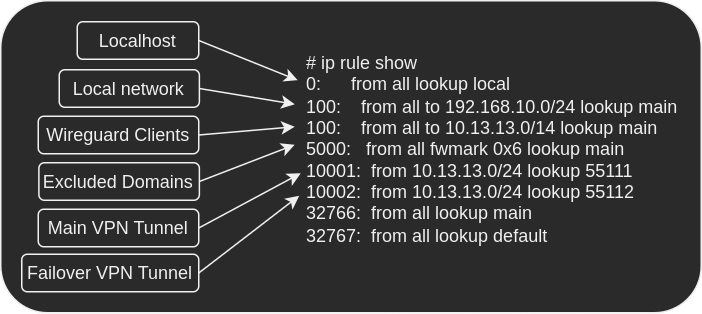 Localhost
Local network
Wireguard Clients
Excluded Domains
Main VPN Tunnel
Failover VPN Tunnel
# ip rule show
0: from all lookup local
100: from all to 192.168.10.0/24 lookup main
100: from all to 10.13.13.0/14 lookup main
5000: from all fwmark 0x6 lookup main
10001: from 10.13.13.0/24 lookup 55111
10002: from 10.13.13.0/24 lookup 55112
32766: from all lookup main
32767: from all lookup default